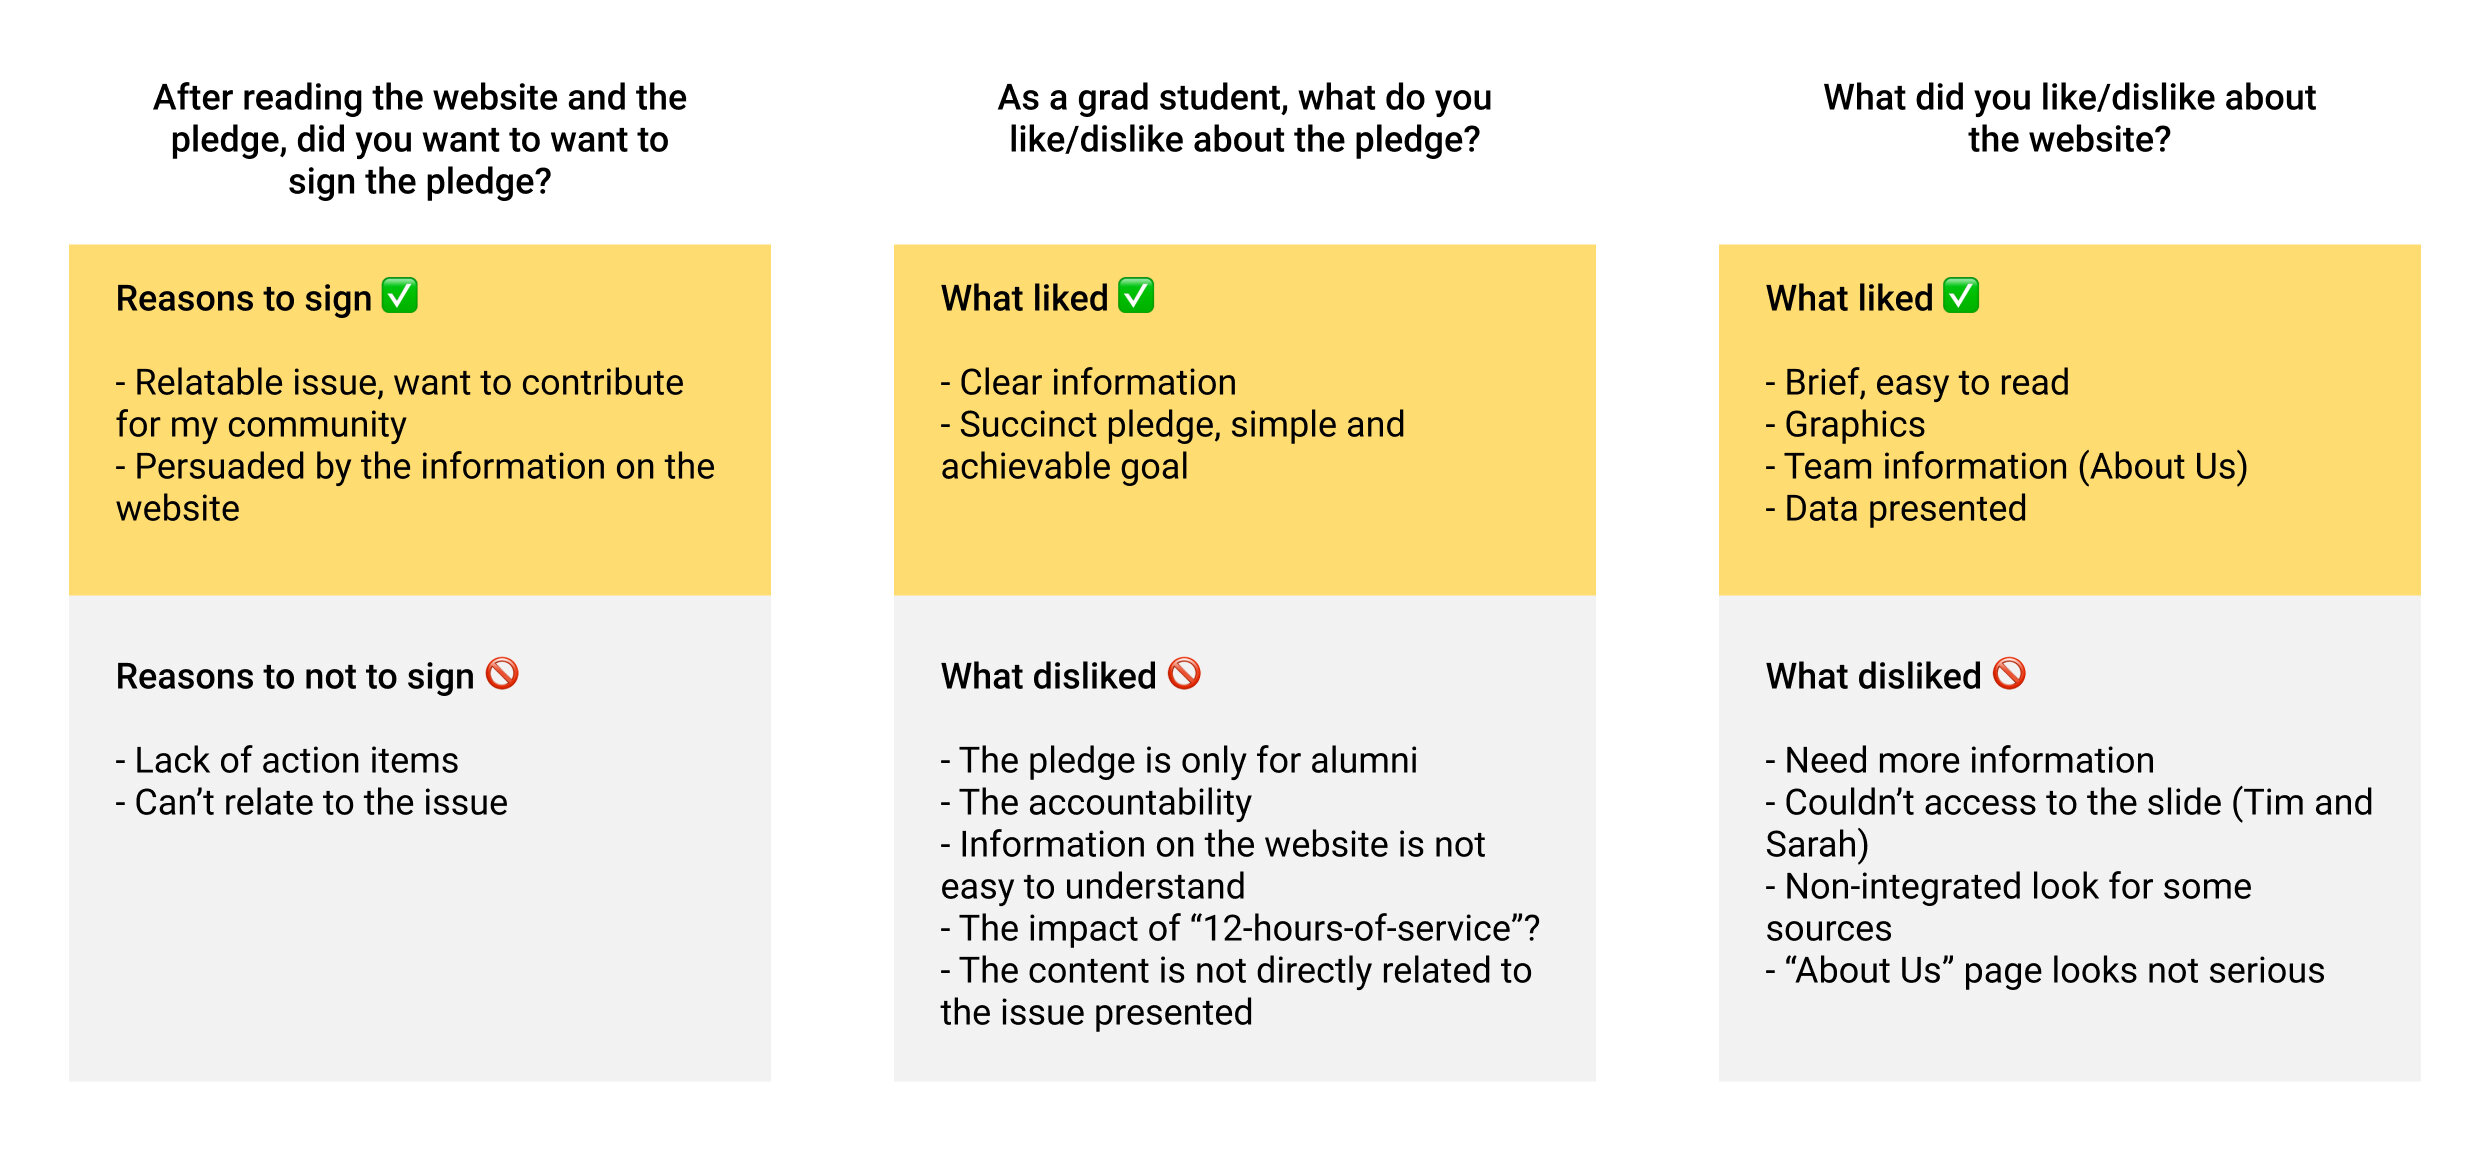 After reading the website and the
pledge, did you want to want to
sign the pledge?
Reasons to sign ✅
- Relatable issue, want to contribute
for my community
- Persuaded by the information on the
website
Reasons to not to sign 🚫
- Lack of action items
- Can’t relate to the issue
As a grad student, what do you
like/dislike about the pledge?
What liked ✅
- Clear information
- Succinct pledge, simple and
achievable goal
What disliked 🚫
- The pledge is only for alumni
- The accountability
- Information on the website is not
easy to understand
- The impact of “12-hours-of-service”?
- The content is not directly related to
the issue presented
What did you like/dislike about
the website?
What liked ✅
- Brief, easy to read
- Graphics
- Team information (About Us)
- Data presented
What disliked 🚫
- Need more information
- Couldn’t access to the slide (Tim and
Sarah)
- Non-integrated look for some
sources
- “About Us” page looks not serious